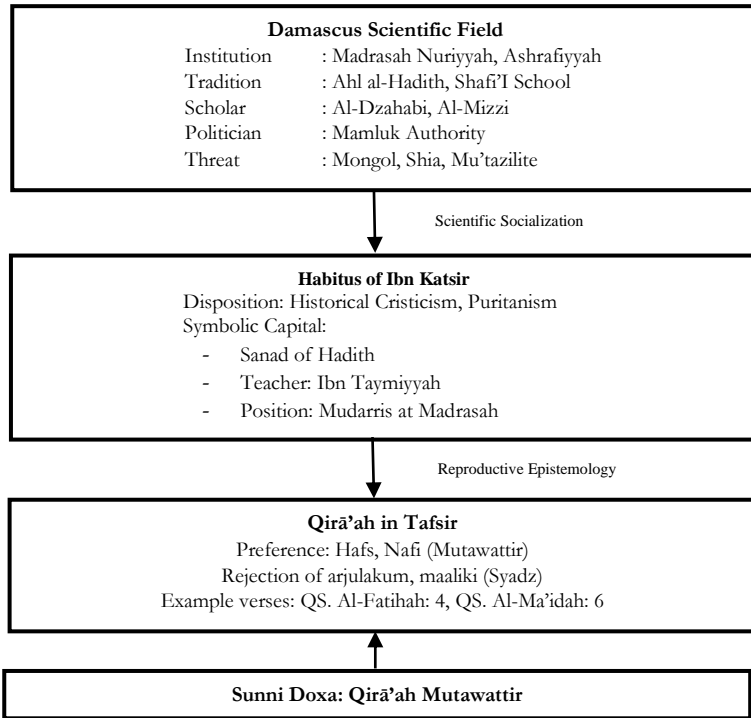 Damascus Scientific Field
Institution : Madrasah Nuriyyah, Ashrafiyyah
Tradition : Ahl al-Hadith, Shafi'I School
Scholar : Al-Dzahabi, Al-Mizzi
Politician : Mamluk Authority
Threat : Mongol, Shia, Mu'tazilite
Scientific Socialization
Habitus of Ibn Katsir
Disposition: Historical Cristicism, Puritanism
Symbolic Capital:
- Sanad of Hadith
- Teacher: Ibn Taymiyyah
- Position: Mudarris at Madrasah
Reproductive Epistemology
Qirā'ah in Tafsir
Preference: Hafs, Nafi (Mutawattir)
Rejection of arjulakum, maaliki (Syadz)
Example verses: QS. Al-Fatihah: 4, QS. Al-Ma'idah: 6
Sunni Doxa: Qirā'ah Mutawattir